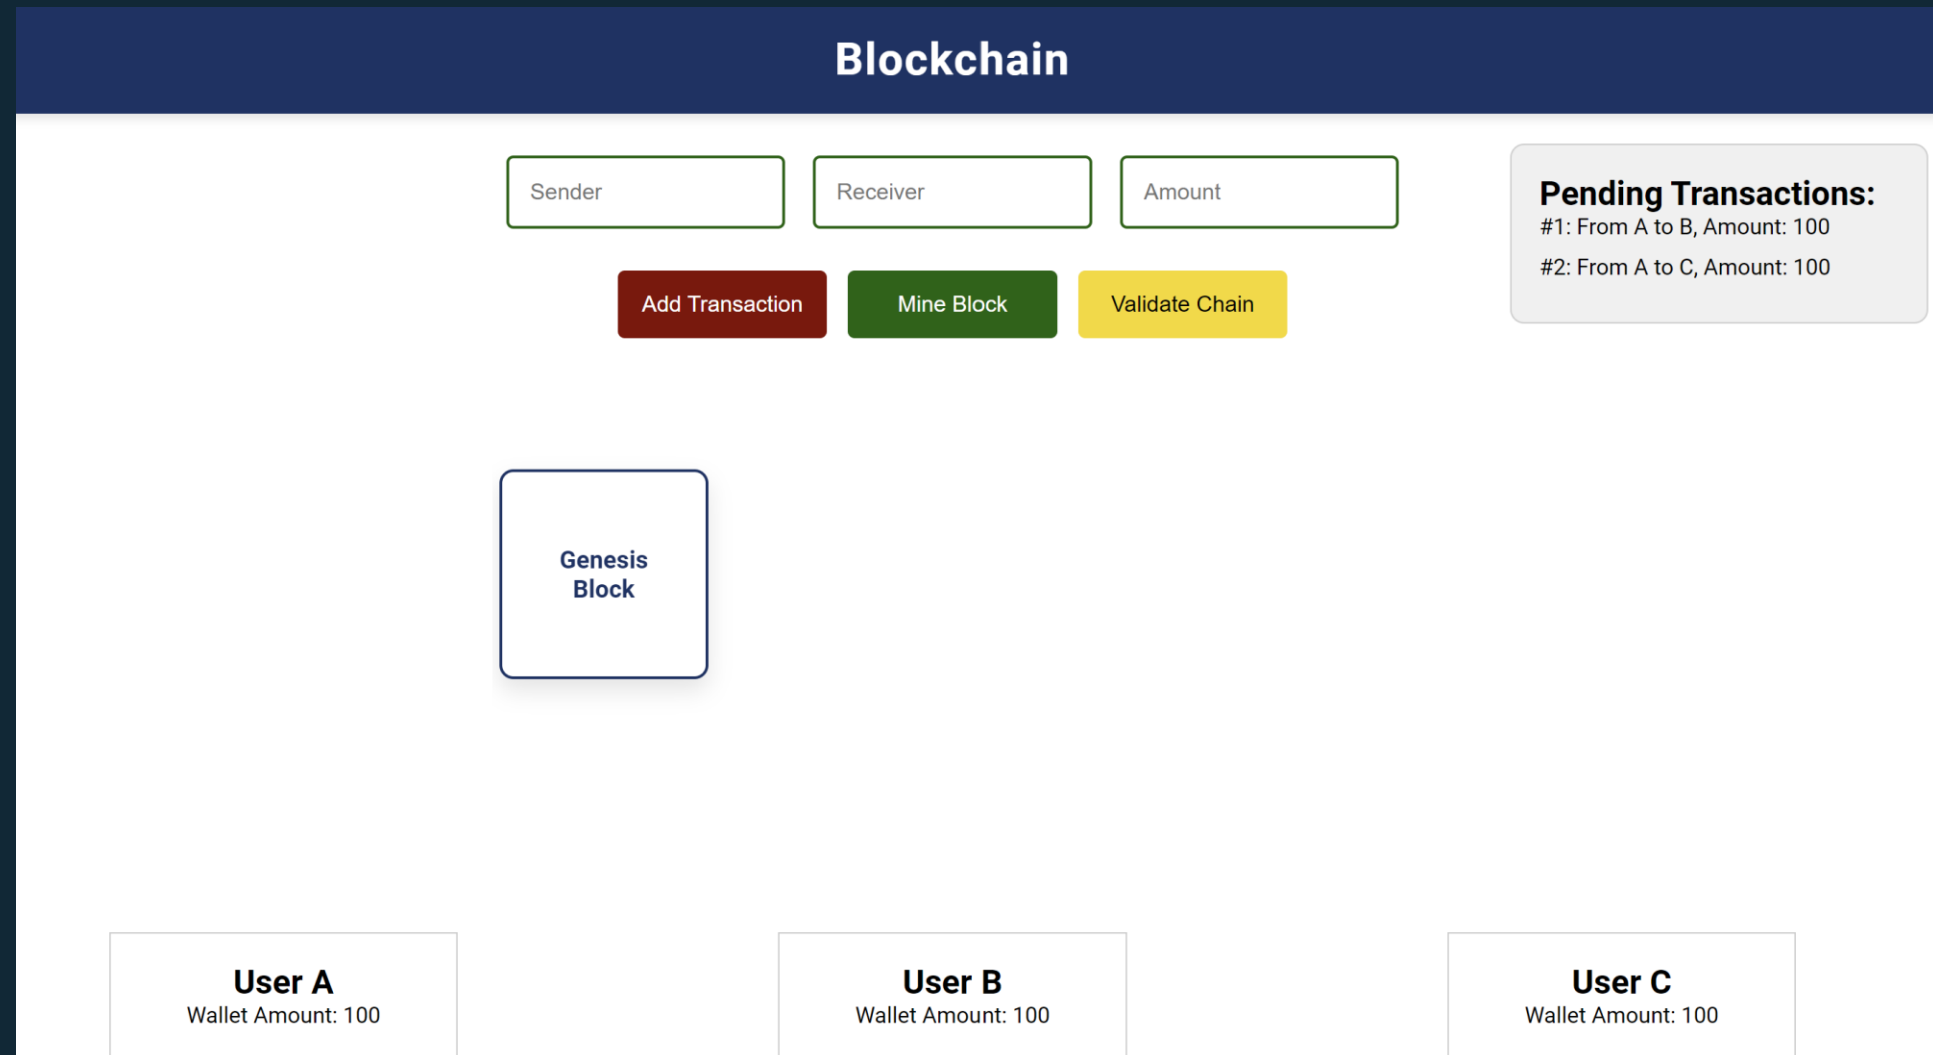 Blockchain
Sender
Receiver
Amount
Add Transaction
Mine Block
Validate Chain
Pending Transactions:
#1: From A to B, Amount: 100
#2: From A to C, Amount: 100
Genesis
Block
User A
Wallet Amount: 100
User B
Wallet Amount: 100
User C
Wallet Amount: 100